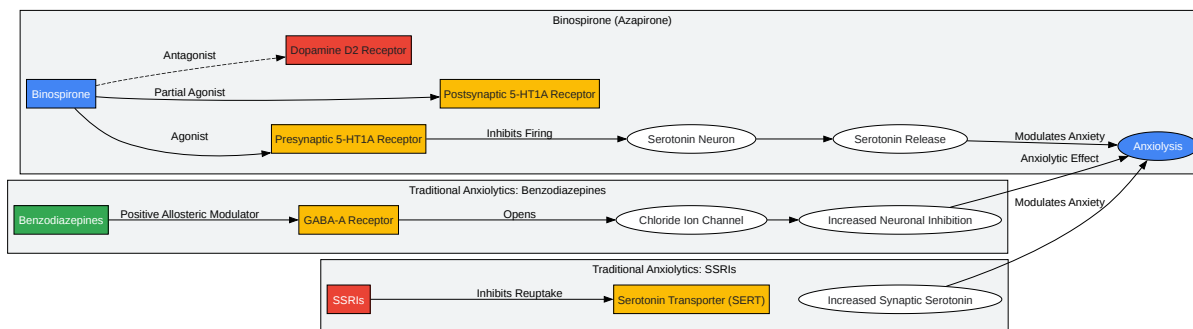 Binospirone (Azapirone)
Antagonist
Dopamine D2 Receptor
Binospirone
Partial Agonist
Postsynaptic 5-HT1A Receptor
Agonist
Presynaptic 5-HT1A Receptor
Inhibits Firing
Serotonin Neuron
Serotonin Release
Modulates Anxiety
Anxiolysis
Anxiolytic Effect
Traditional Anxiolytics: Benzodiazepines
Benzodiazepines
Positive Allosteric Modulator
GABA-A Receptor
Opens
Chloride Ion Channel
Increased Neuronal Inhibition
Modulates Anxiety
Traditional Anxiolytics: SSRIs
SSRIs
Inhibits Reuptake
Serotonin Transporter (SERT)
Increased Synaptic Serotonin